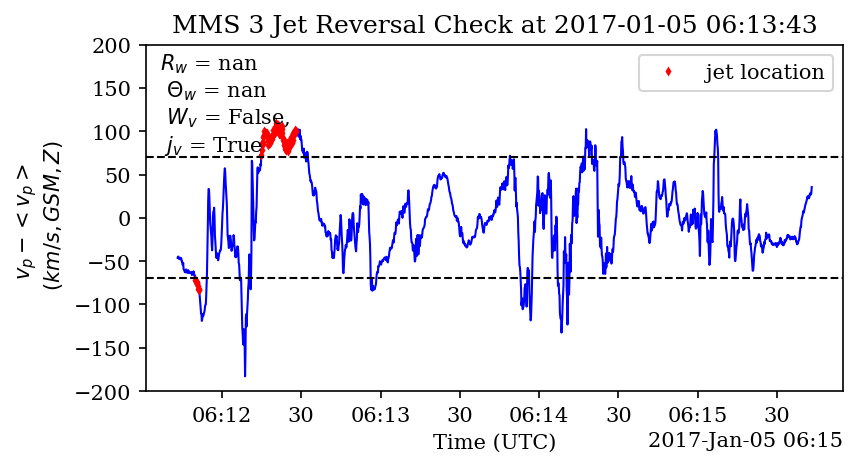 MMS 3 Jet Reversal Check at 2017-01-05 06:13:43
200
150
100
50
0
−50
−100
−150
−200
v_p − < v_p >
(km/s, GSM, Z)
R_w = nan
Θ_w = nan
W_v = False,
j_v = True
jet location
06:12
30
06:13
30
06:14
30
06:15
30
Time (UTC)
2017-Jan-05 06:15